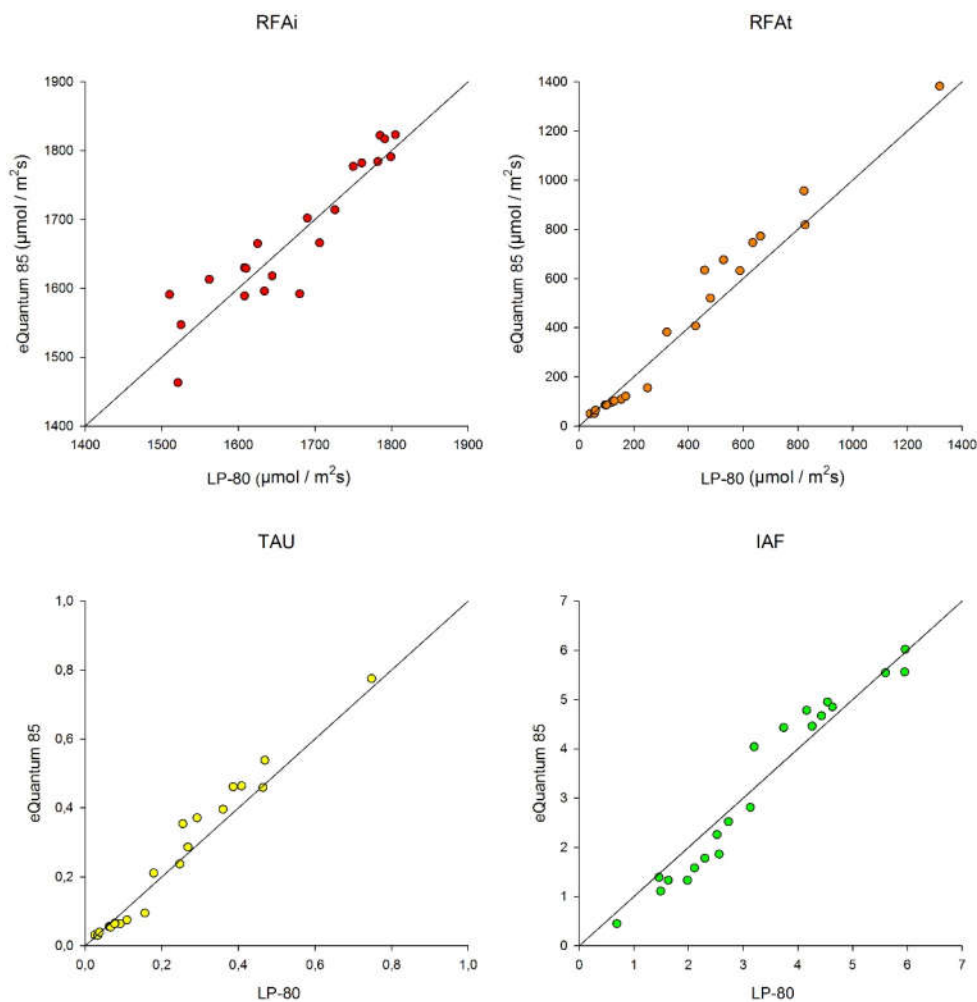 RFAi
1900
1800
1700
1600
1500
1400
eQuantum 85 (µmol / m²s)
1400 1500 1600 1700 1800 1900
LP-80 (µmol / m²s)
RFAt
1400
1200
1000
800
600
400
200
0
eQuantum 85 (µmol / m²s)
0 200 400 600 800 1000 1200 1400
LP-80 (µmol / m²s)
TAU
1,0
0,8
0,6
0,4
0,2
0,0
eQuantum 85
0,0 0,2 0,4 0,6 0,8 1,0
LP-80
IAF
7
6
5
4
3
2
1
0
eQuantum 85
0 1 2 3 4 5 6 7
LP-80